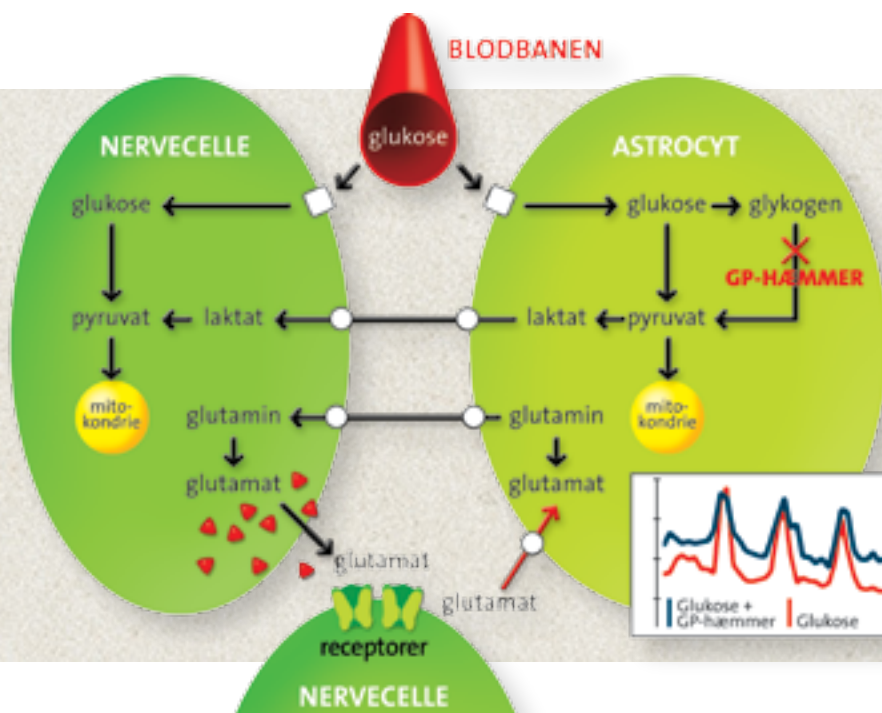 BLODBANEN
glukose
NERVECELLE
ASTROCYT
glukose
glukose
glykogen
GP-HÆMMER
pyruvat
laktat
laktat
pyruvat
mito-
kondrie
glutamin
glutamin
mito-
kondrie
glutamat
glutamat
glutamat
glutamat
receptorer
Glukose +
GP-hæmmer
Glukose
NERVECELLE